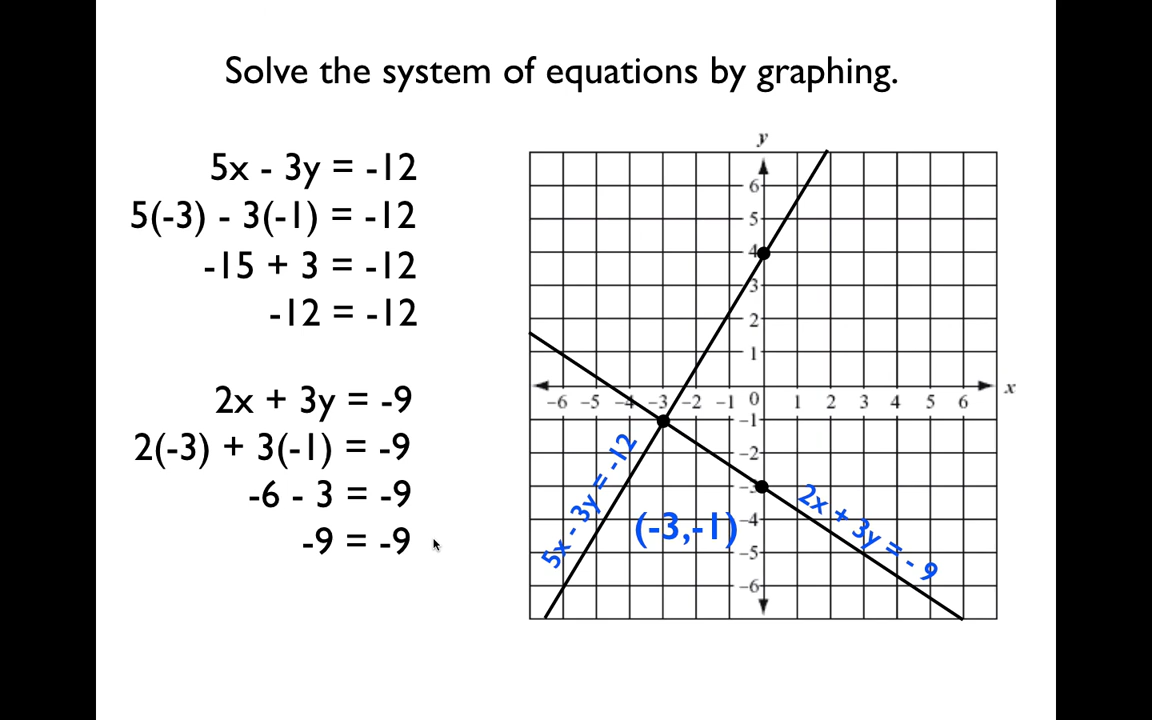 Solve the system of equations by graphing.
5x - 3y = -12
5(-3) - 3(-1) = -12
-15 + 3 = -12
-12 = -12
2x + 3y = -9
2(-3) + 3(-1) = -9
-6 - 3 = -9
-9 = -9
y
6
5
4
3
2
1
-6 -5 -4 -3 -2 -1 0 1 2 3 4 5 6 x
-1
-2
-3
-4
-5
-6
5x - 3y = -12
(-3,-1)
2x + 3y = - 9